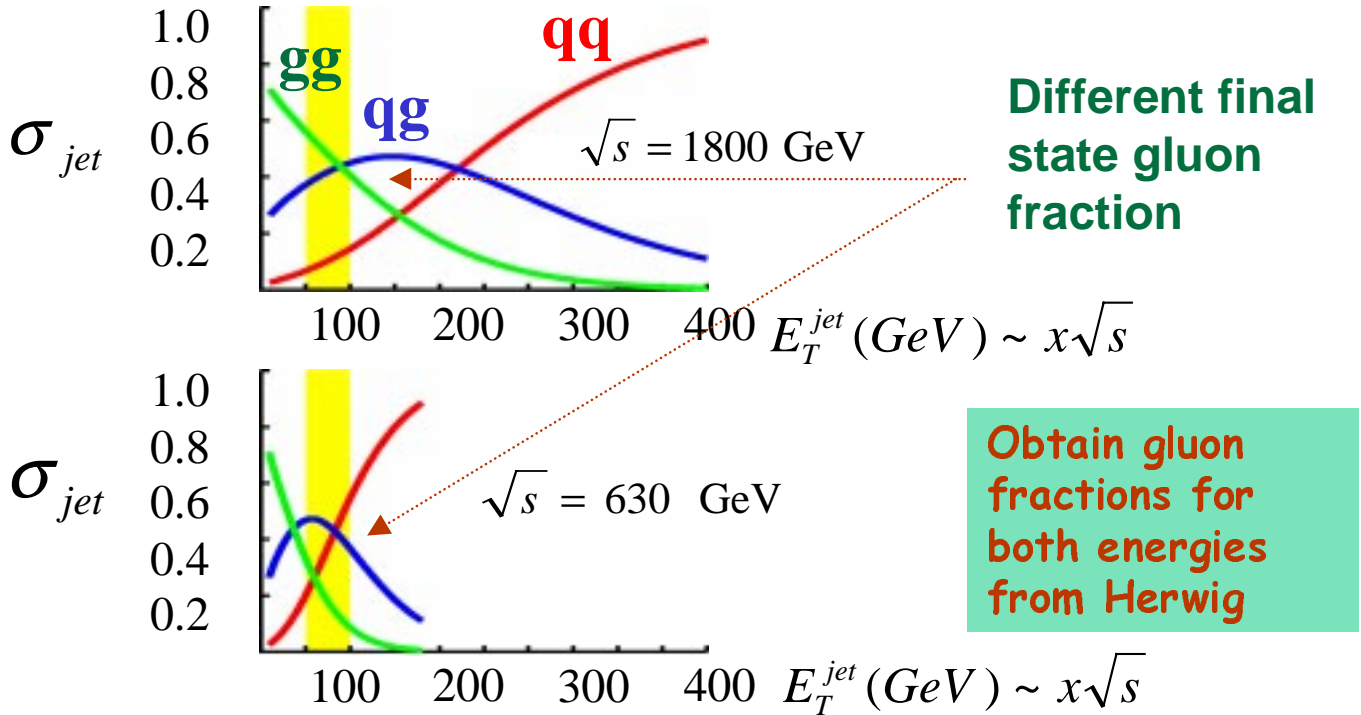 1.0
0.8
0.6
0.4
0.2
σ jet
gg
qg
qq
√s = 1800 GeV
100 200 300 400
E_T^jet (GeV) ~ x√s
Different final
state gluon
fraction
1.0
0.8
0.6
0.4
0.2
σ jet
√s = 630 GeV
100 200 300 400
E_T^jet (GeV) ~ x√s
Obtain gluon
fractions for
both energies
from Herwig